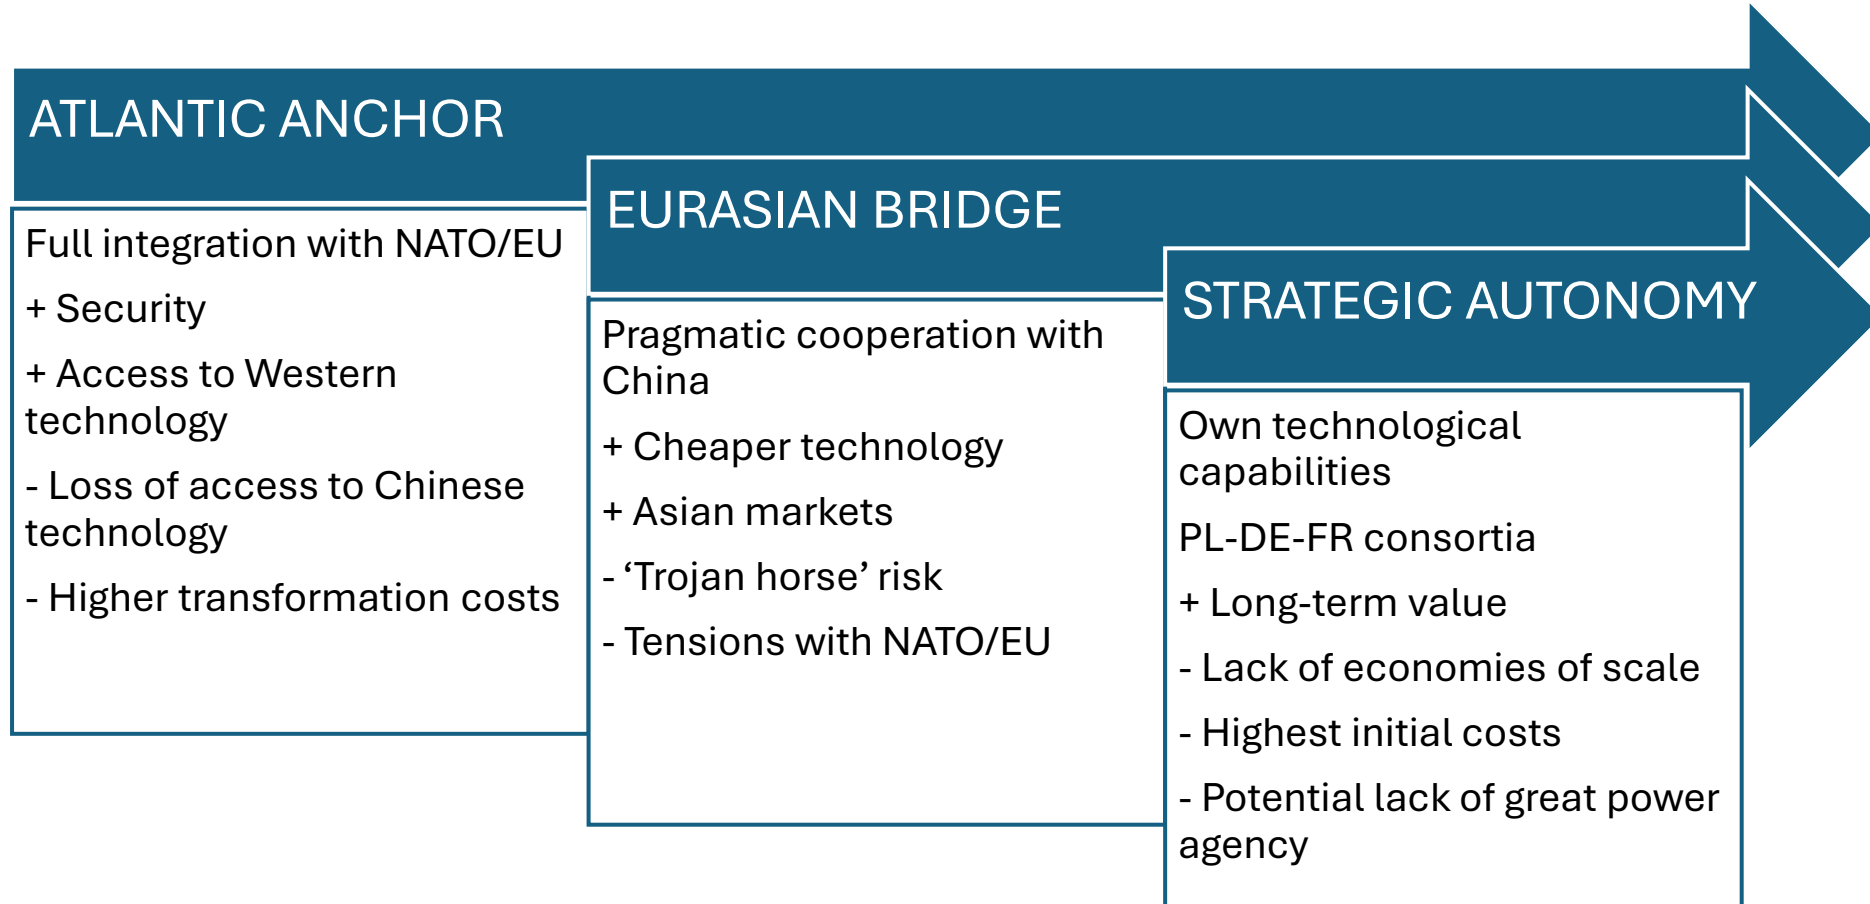 ATLANTIC ANCHOR
Full integration with NATO/EU
+ Security
+ Access to Western
technology
- Loss of access to Chinese
technology
- Higher transformation costs
EURASIAN BRIDGE
Pragmatic cooperation with
China
+ Cheaper technology
+ Asian markets
- ‘Trojan horse’ risk
- Tensions with NATO/EU
STRATEGIC AUTONOMY
Own technological
capabilities
PL-DE-FR consortia
+ Long-term value
- Lack of economies of scale
- Highest initial costs
- Potential lack of great power
agency